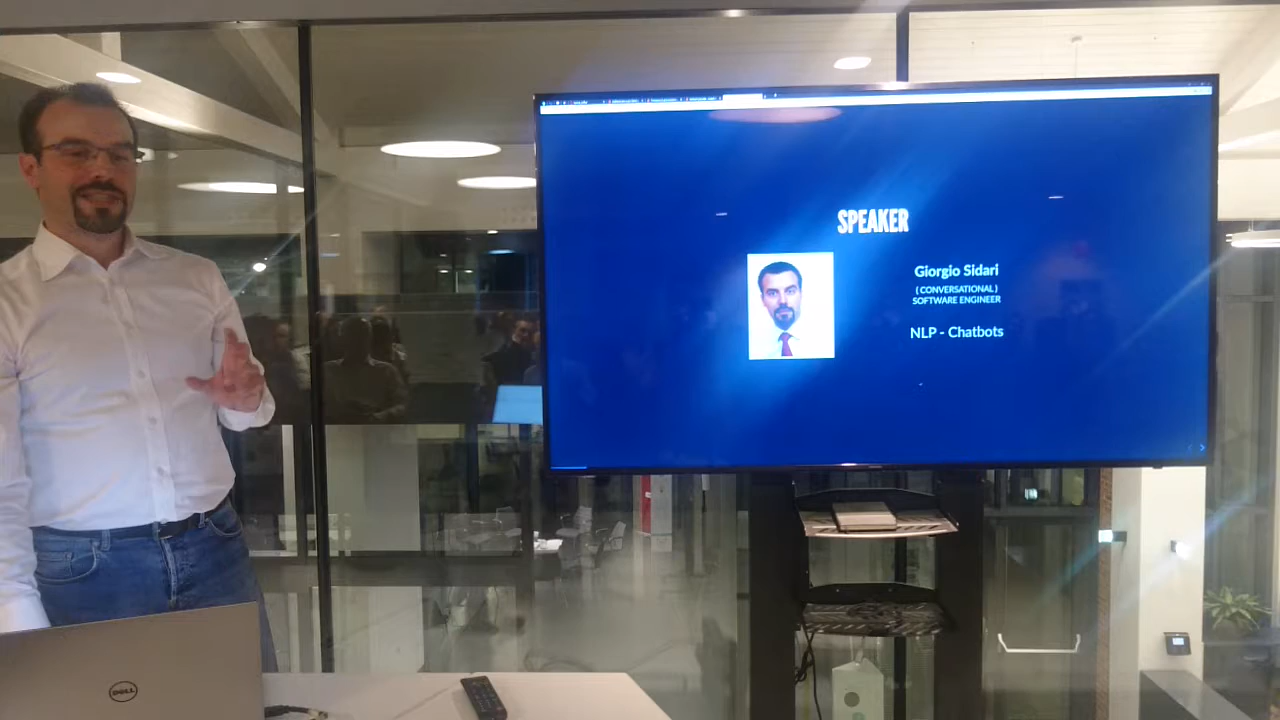 SPEAKER
Giorgio Sidari
( CONVERSATIONAL )
SOFTWARE ENGINEER
NLP - Chatbots
DELL